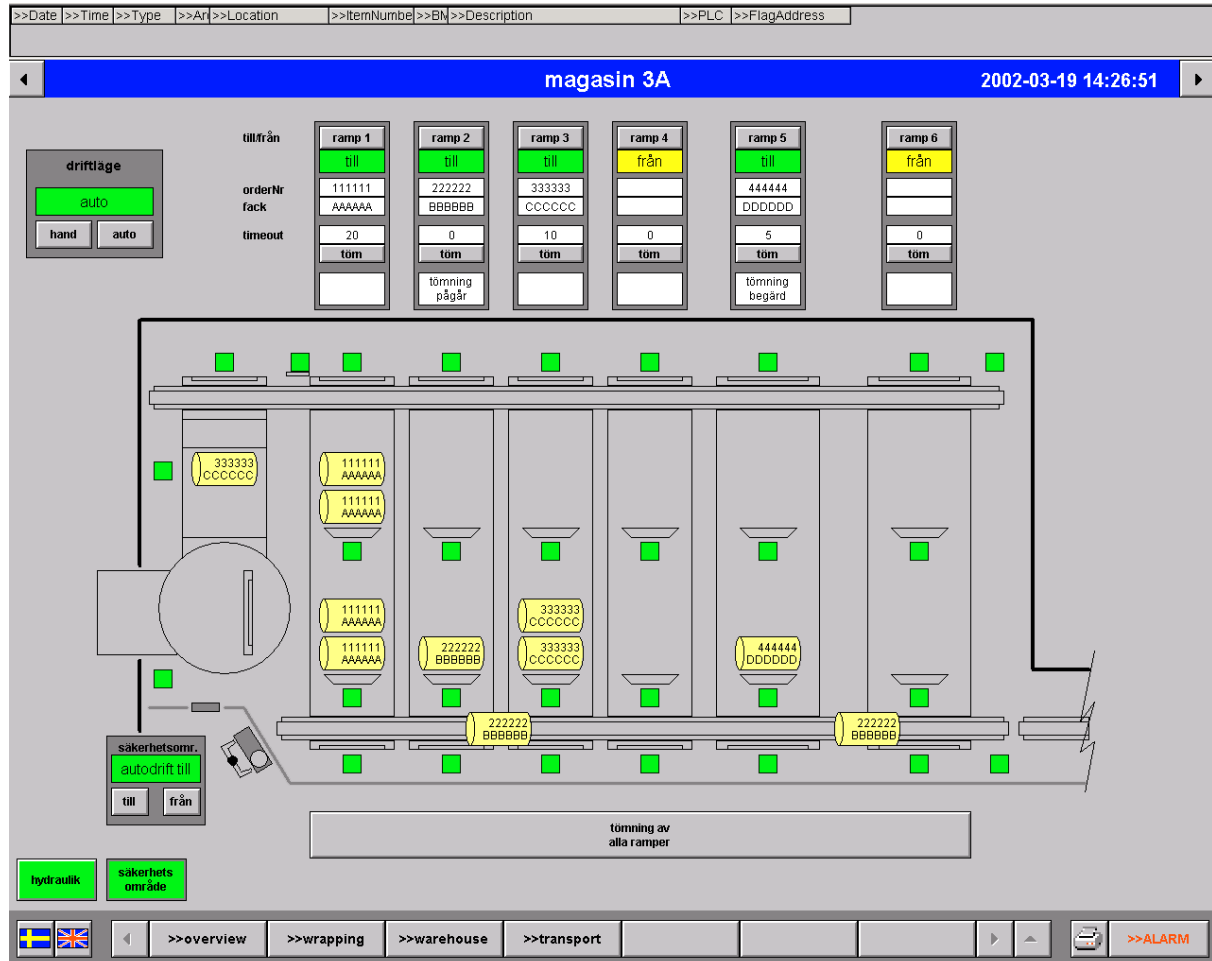 >>Date >>Time >>Type >>Ar >>Location >>ItemNumbe >>BM >>Description >>PLC >>FlagAddress
magasin 3A 2002-03-19 14:26:51
till/från ramp 1 ramp 2 ramp 3 ramp 4 ramp 5 ramp 6
till till till från till från
driftläge
auto
hand auto
orderNr 111111 222222 333333 444444
fack AAAAAA BBBBBB CCCCCC DDDDDD
timeout 20 0 10 0 5 0
töm töm töm töm töm töm
tömning
pågår
tömning
begärd
333333
CCCCCC
111111
AAAAAA
111111
AAAAAA
111111
AAAAAA
333333
CCCCCC
111111
AAAAAA
222222
BBBBBB
333333
CCCCCC
444444
DDDDDD
222222
BBBBBB
222222
BBBBBB
säkerhetsomr.
autodrift till
till från
tömning av
alla ramper
hydraulik
säkerhets
område
>>overview >>wrapping >>warehouse >>transport >>ALARM